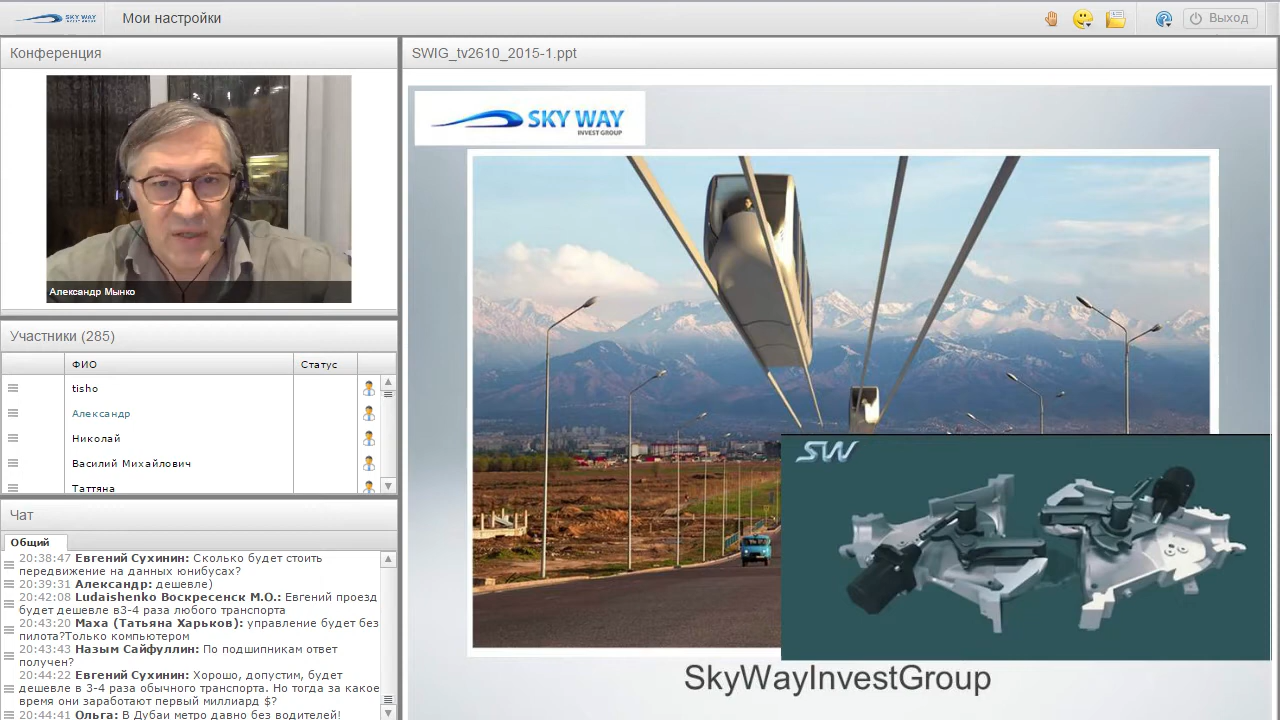 SKY WAY
INVEST GROUP
Мои настройки
Выход
Конференция
Александр Мынко
Участники (285)
ФИО
Статус
tisho
Александр
Николай
Василий Михайлович
Таттяна
Чат
Общий
20:38:47 Евгений Сухинин: Сколько будет стоить
передвижение на данных юнибусах?
20:39:31 Александр: дешевле)
20:42:08 Ludaishenko Воскресенск М.О.: Евгений проезд
будет дешевле в3-4 раза любого транспорта
20:43:20 Маха (Татьяна Харьков): управление будет без
пилота?Только компьютером
20:43:43 Назым Сайфуллин: По подшипникам ответ
получен?
20:44:22 Евгений Сухинин: Хорошо, допустим, будет
дешевле в 3-4 раза обычного транспорта. Но тогда за какое
время они заработают первый миллиард $?
20:44:41 Ольга: В Дубаи метро давно без водителей!
SWIG_tv2610_2015-1.ppt
SKY WAY
INVEST GROUP
SW
SkyWayInvestGroup